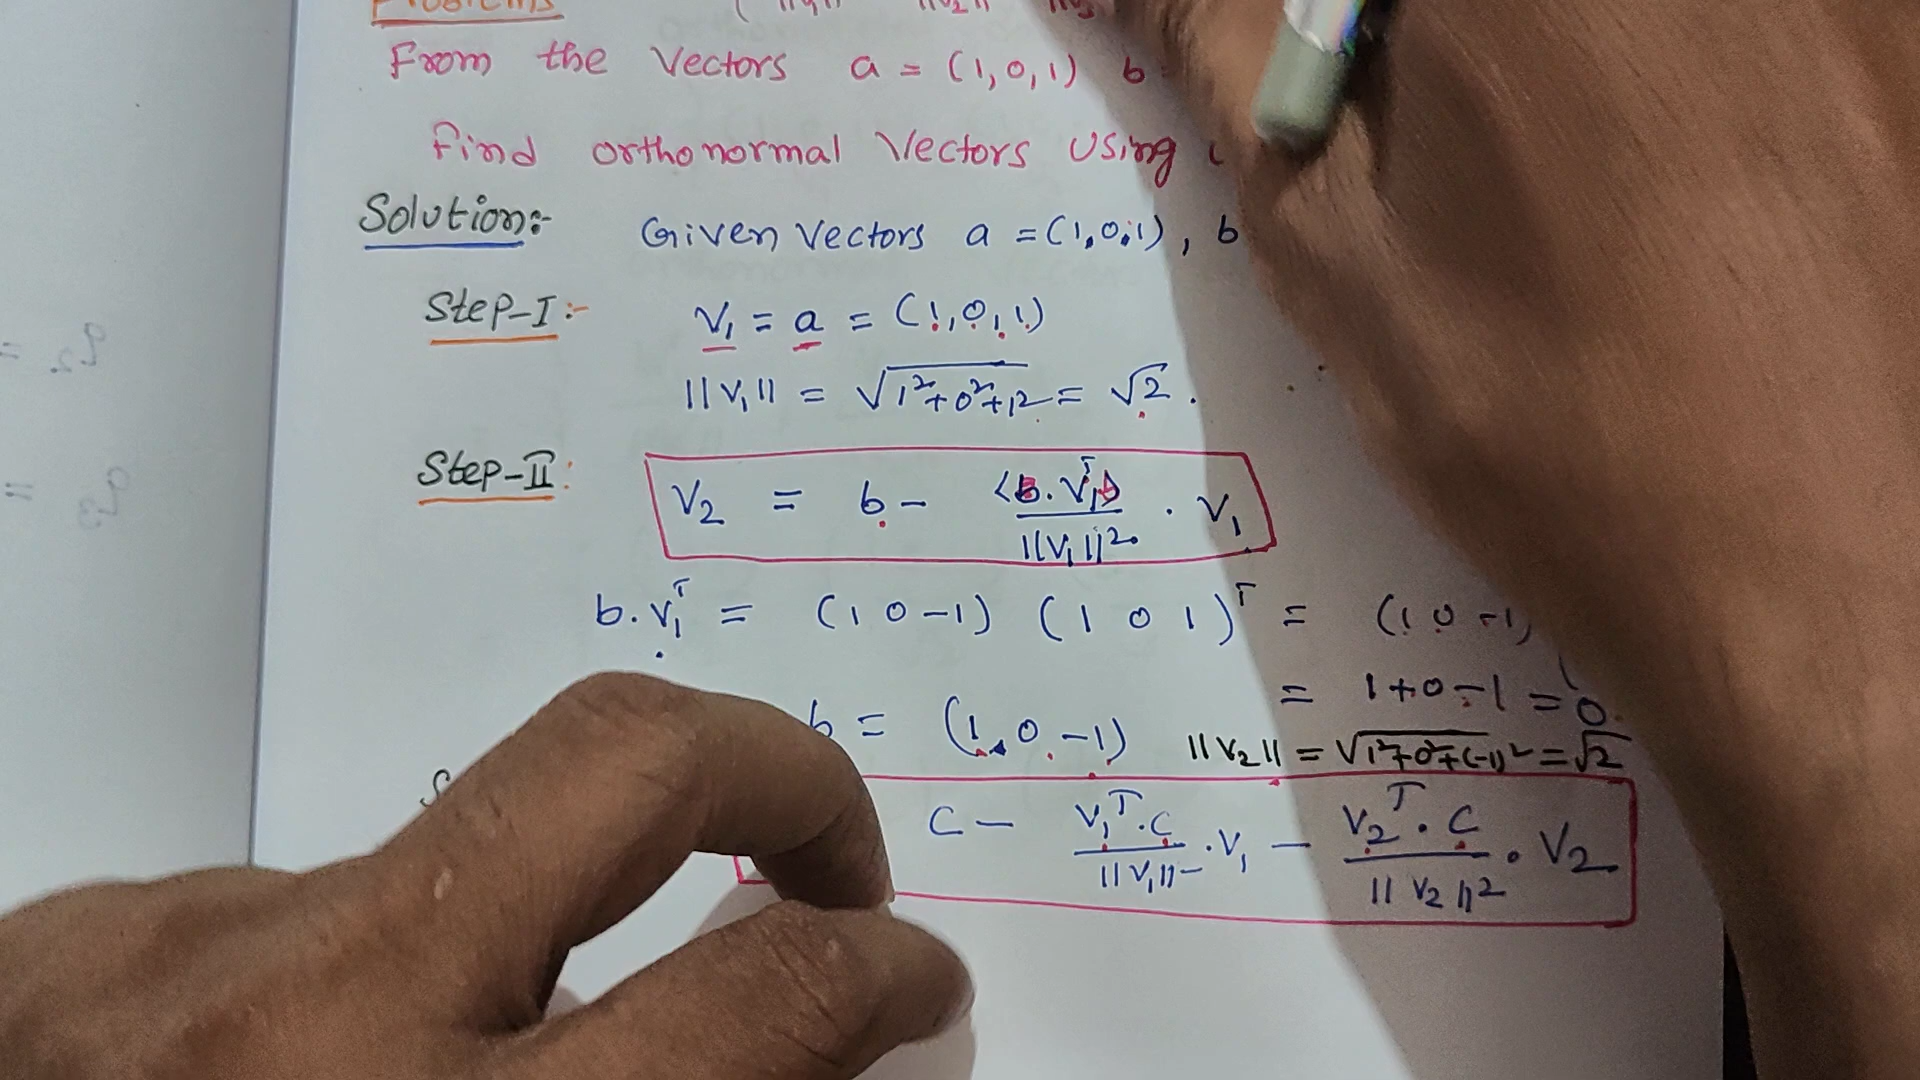 Problems
From the Vectors a = (1,0,1) b
find orthonormal Vectors Using
Solution:-
Given Vectors a =(1,0,1), b
Step-I:-
V₁ = a = (1,0,1)
||V₁|| = √1²+0²+1² = √2.
Step-II:
V₂ = b - <b.V₁ᵀ> / ||V₁||² . V₁
b.V₁ᵀ = (1 0 -1) (1 0 1)ᵀ = (1 0 -1)
= 1+0-1 = 0
b = (1,0,-1) ||V₂|| = √1²+0²+(-1)² = √2
C - V₁ᵀ.C / ||V₁||- .V₁ - V₂ᵀ.C / ||V₂||² . V₂